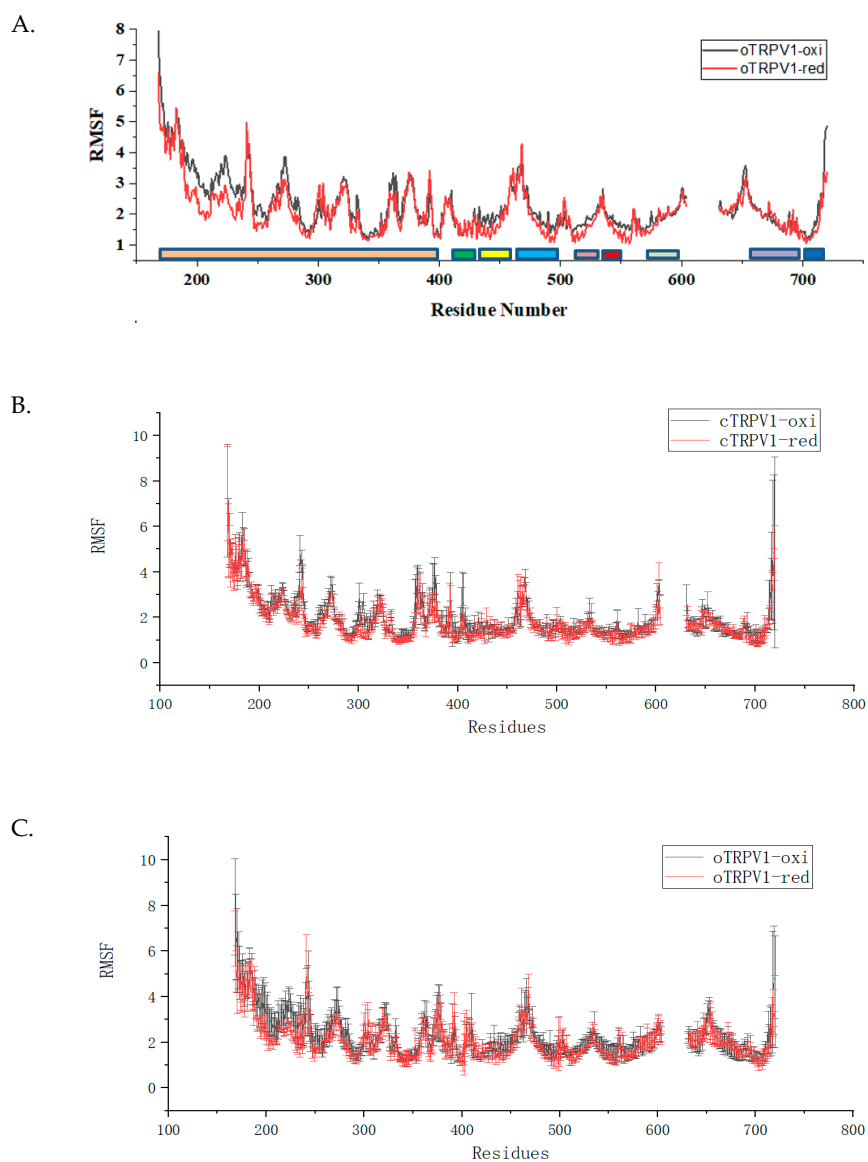 A.
8
7
6
5
4
3
2
1
RMSF
oTRPV1-oxi
oTRPV1-red
200 300 400 500 600 700
Residue Number
B.
10
8
6
4
2
0
RMSF
cTRPV1-oxi
cTRPV1-red
100 200 300 400 500 600 700 800
Residues
C.
10
8
6
4
2
0
RMSF
oTRPV1-oxi
oTRPV1-red
100 200 300 400 500 600 700 800
Residues